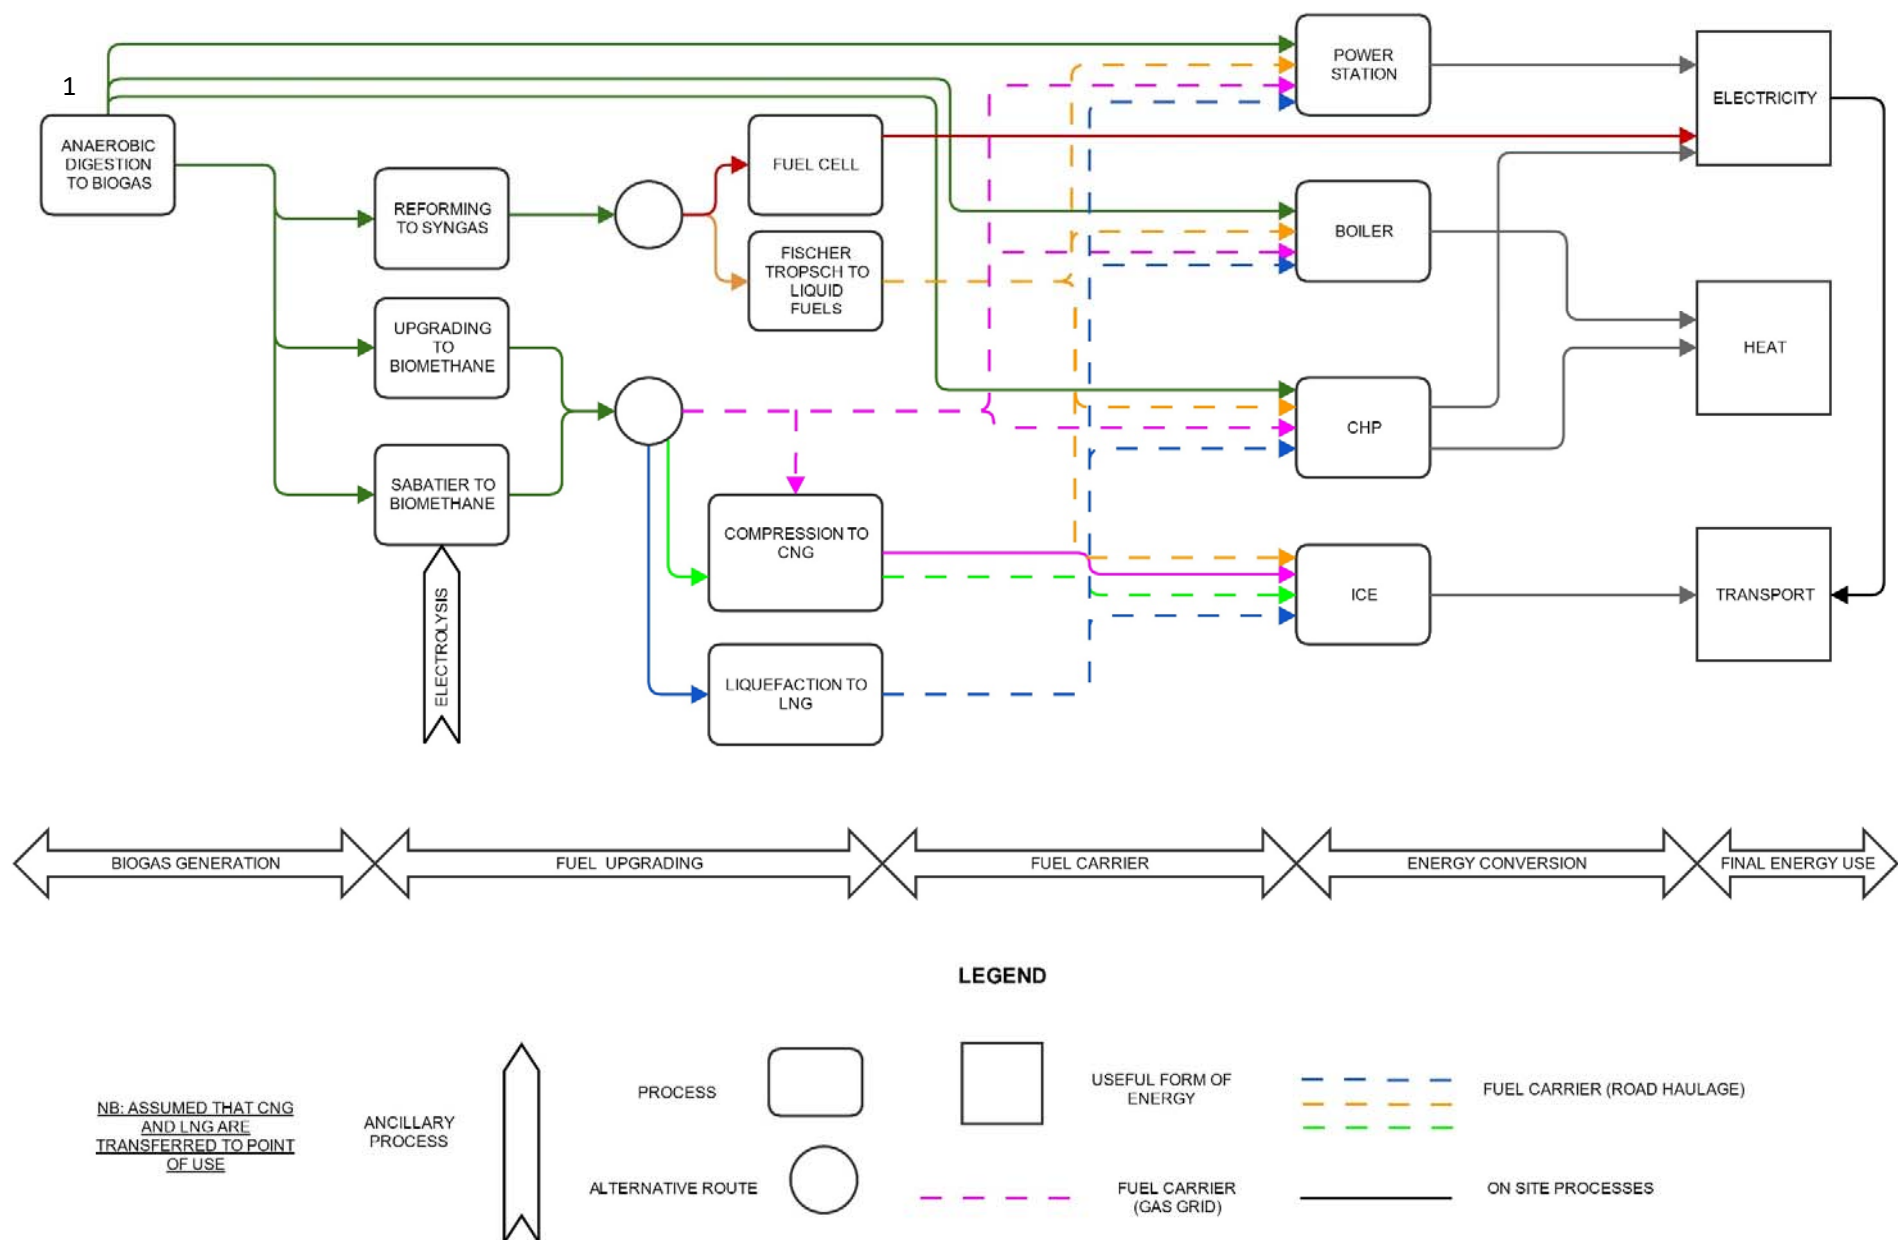 1
POWER
STATION
ELECTRICITY
ANAEROBIC
DIGESTION
TO BIOGAS
FUEL CELL
REFORMING
TO SYNGAS
BOILER
FISCHER
TROPSCH TO
LIQUID
FUELS
UPGRADING
TO
BIOMETHANE
HEAT
CHP
SABATIER TO
BIOMETHANE
COMPRESSION TO
CNG
ICE
TRANSPORT
ELECTROLYSIS
LIQUEFACTION TO
LNG
BIOGAS GENERATION
FUEL UPGRADING
FUEL CARRIER
ENERGY CONVERSION
FINAL ENERGY USE
LEGEND
NB: ASSUMED THAT CNG
AND LNG ARE
TRANSFERRED TO POINT
OF USE
ANCILLARY
PROCESS
PROCESS
USEFUL FORM OF
ENERGY
FUEL CARRIER (ROAD HAULAGE)
ALTERNATIVE ROUTE
FUEL CARRIER
(GAS GRID)
ON SITE PROCESSES